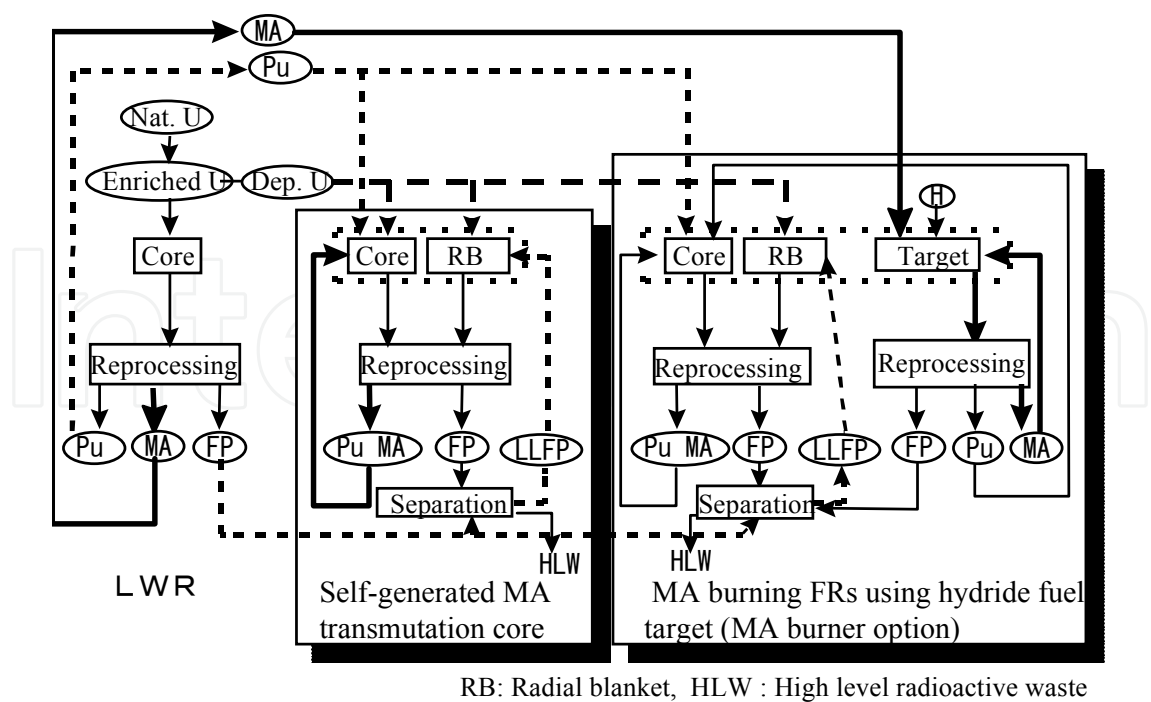 MA
Pu
Nat. U
Enriched U
Dep. U
H
Core
Core
RB
Core
RB
Target
Reprocessing
Reprocessing
Reprocessing
Reprocessing
Pu
MA
FP
Pu MA
FP
LLFP
Pu MA
FP
LLFP
FP
Pu
MA
Separation
Separation
HLW
HLW
LWR
Self-generated MA
transmutation core
MA burning FRs using hydride fuel
target (MA burner option)
RB: Radial blanket, HLW : High level radioactive waste